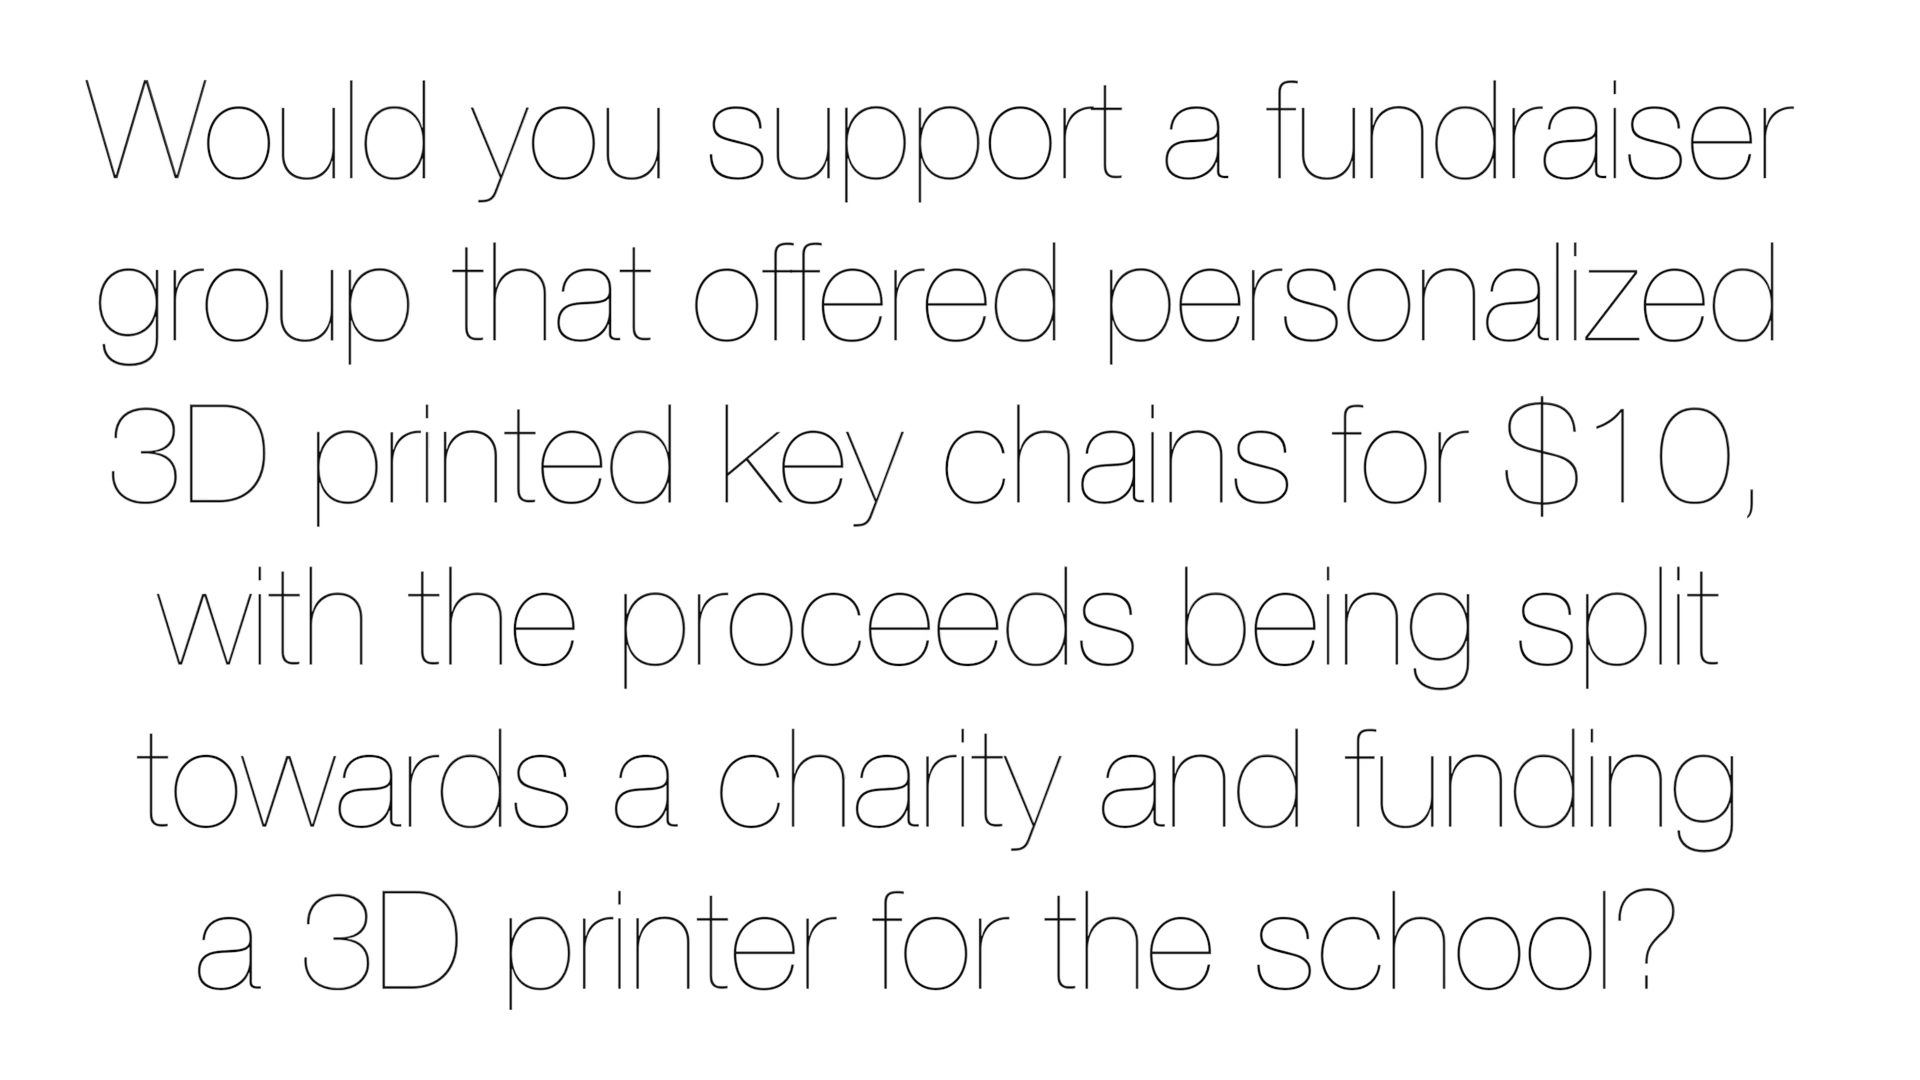 Would you support a fundraiser
group that offered personalized
3D printed key chains for $10,
with the proceeds being split
towards a charity and funding
a 3D printer for the school?